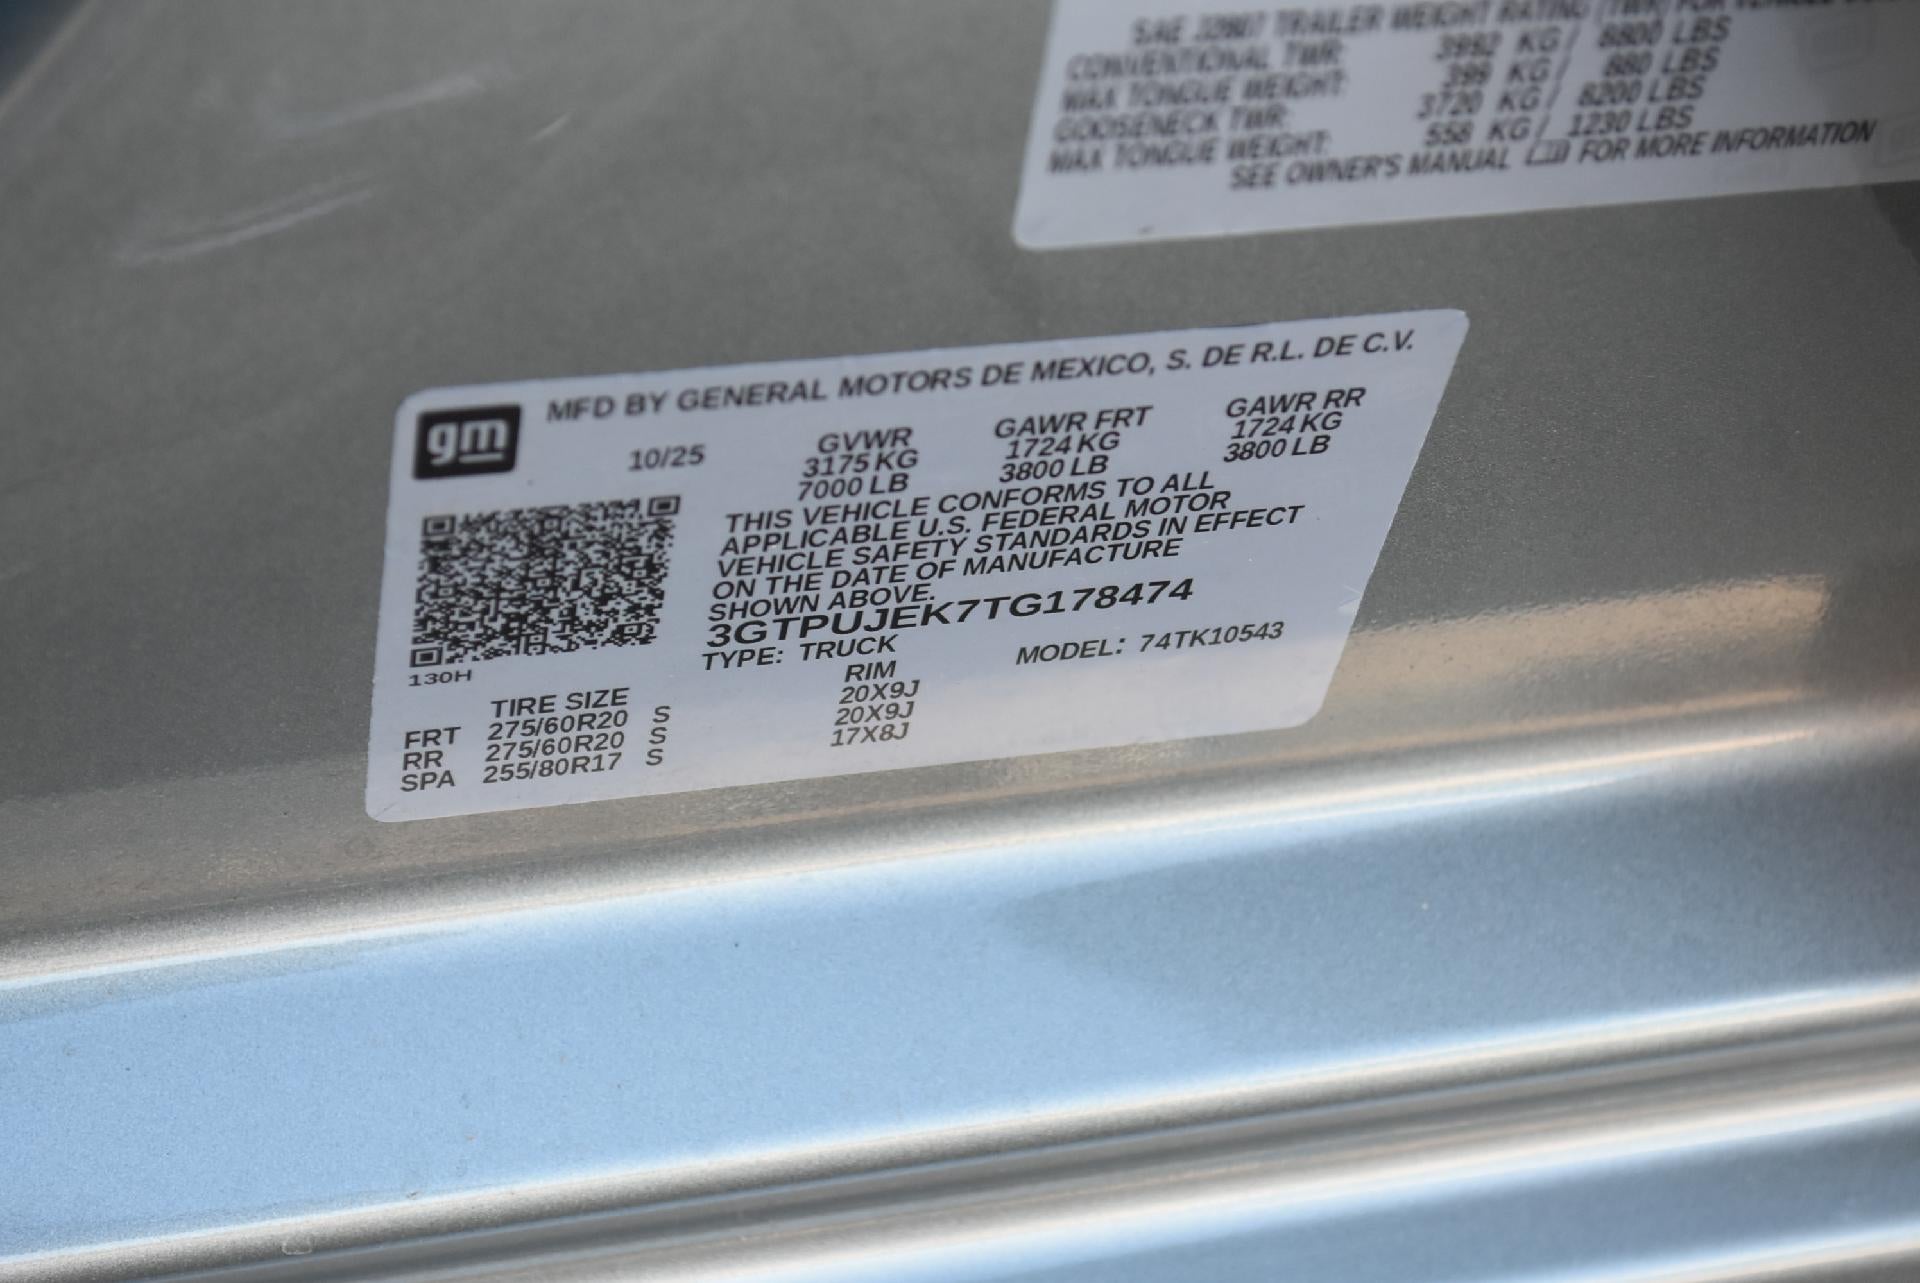 SAE J2807 TRAILER WEIGHT RATING (TWR) FOR VEHICLE
CONVENTIONAL TWR: 3992 KG / 8800 LBS
MAX TONGUE WEIGHT: 399 KG / 880 LBS
GOOSENECK TWR: 3720 KG / 8200 LBS
MAX TONGUE WEIGHT: 558 KG / 1230 LBS
SEE OWNER'S MANUAL FOR MORE INFORMATION
gm
MFD BY GENERAL MOTORS DE MEXICO, S. DE R.L. DE C.V.
10/25 GVWR GAWR FRT GAWR RR
3175 KG 1724 KG 1724 KG
7000 LB 3800 LB 3800 LB
THIS VEHICLE CONFORMS TO ALL
APPLICABLE U.S. FEDERAL MOTOR
VEHICLE SAFETY STANDARDS IN EFFECT
ON THE DATE OF MANUFACTURE
SHOWN ABOVE.
3GTPUJEK7TG178474
TYPE: TRUCK MODEL: 74TK10543
130H
TIRE SIZE RIM
FRT 275/60R20 S 20X9J
RR 275/60R20 S 20X9J
SPA 255/80R17 S 17X8J